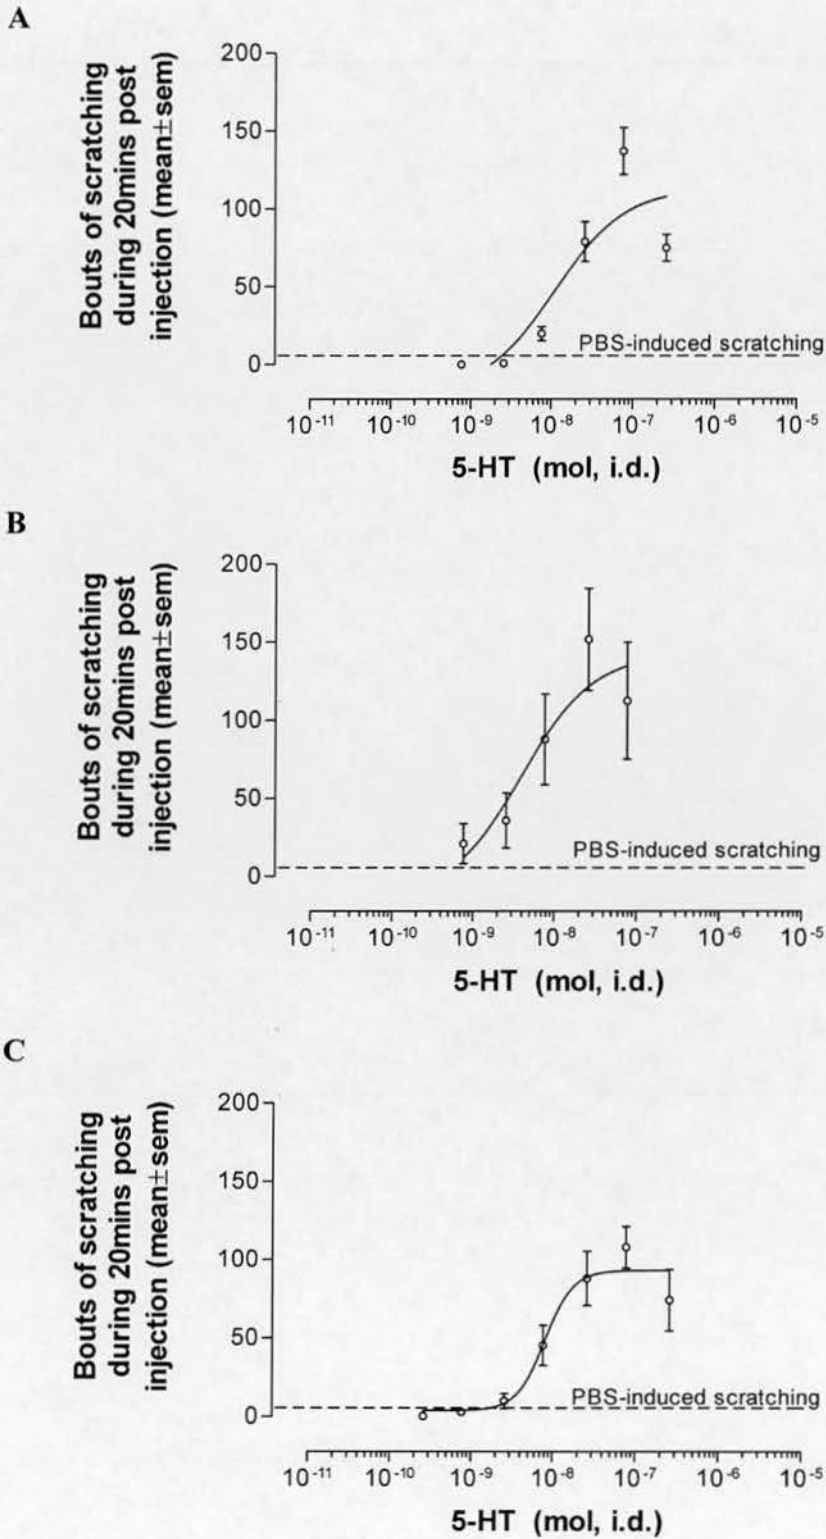 A
Bouts of scratching
during 20mins post
injection (mean±sem)
200
150
100
50
0
PBS-induced scratching
10-11 10-10 10-9 10-8 10-7 10-6 10-5
5-HT (mol, i.d.)
B
Bouts of scratching
during 20mins post
injection (mean±sem)
200
150
100
50
0
PBS-induced scratching
10-11 10-10 10-9 10-8 10-7 10-6 10-5
5-HT (mol, i.d.)
C
Bouts of scratching
during 20mins post
injection (mean±sem)
200
150
100
50
0
PBS-induced scratching
10-11 10-10 10-9 10-8 10-7 10-6 10-5
5-HT (mol, i.d.)